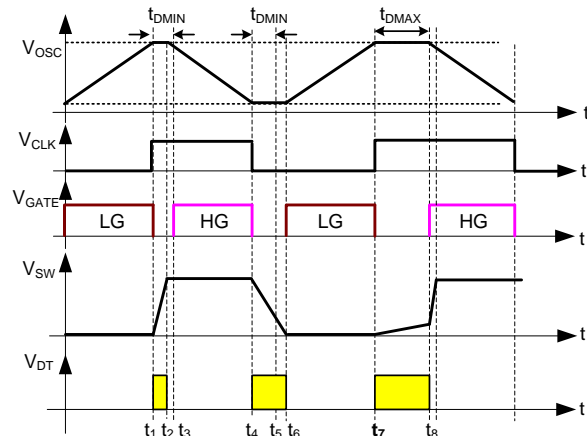 tDMIN tDMIN tDMAX
VOSC
t
VCLK
t
VGATE
LG HG LG HG
t
VSW
t
VDT
t
t1 t2 t3 t4 t5 t6 t7 t8